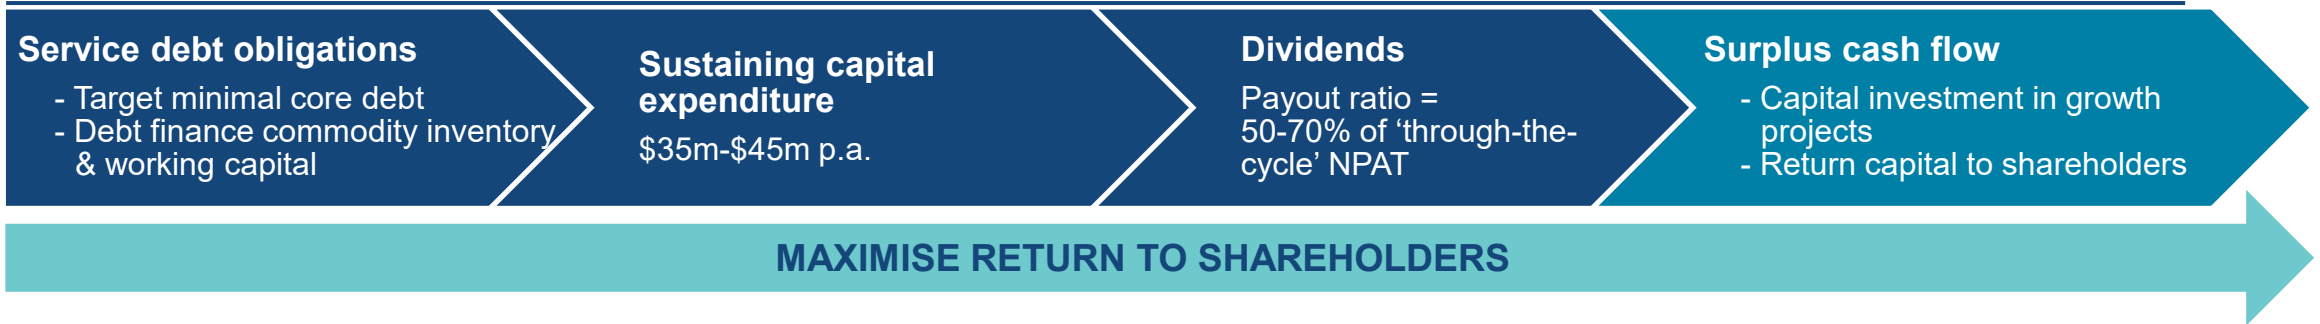 Service debt obligations
- Target minimal core debt
- Debt finance commodity inventory
& working capital
Sustaining capital
expenditure
$35m-$45m p.a.
Dividends
Payout ratio =
50-70% of ‘through-the-
cycle’ NPAT
Surplus cash flow
- Capital investment in growth
projects
- Return capital to shareholders
MAXIMISE RETURN TO SHAREHOLDERS